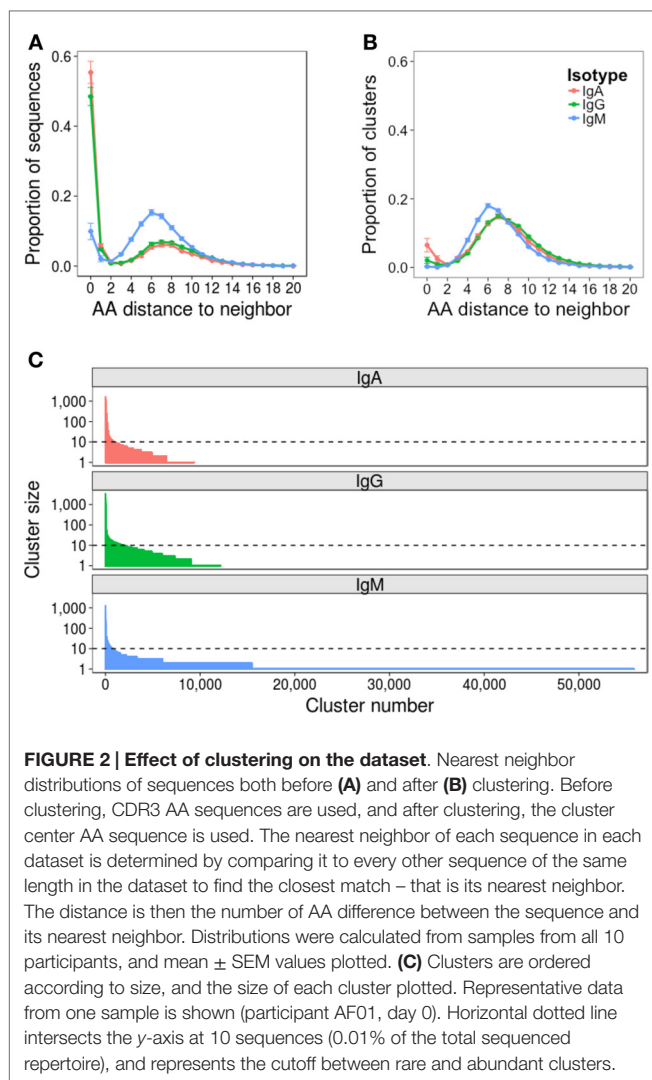 A
B
Proportion of sequences
0.6
0.4
0.2
0.0
0 2 4 6 8 10 12 14 16 18 20
AA distance to neighbor
Proportion of clusters
0.6
0.4
0.2
0.0
Isotype
IgA
IgG
IgM
0 2 4 6 8 10 12 14 16 18 20
AA distance to neighbor
C
Cluster size
IgA
1,000
100
10
1
IgG
1,000
100
10
1
IgM
1,000
100
10
1
0 10,000 20,000 30,000 40,000 50,000
Cluster number
FIGURE 2 | Effect of clustering on the dataset. Nearest neighbor
distributions of sequences both before (A) and after (B) clustering. Before
clustering, CDR3 AA sequences are used, and after clustering, the cluster
center AA sequence is used. The nearest neighbor of each sequence in each
dataset is determined by comparing it to every other sequence of the same
length in the dataset to find the closest match – that is its nearest neighbor.
The distance is then the number of AA difference between the sequence and
its nearest neighbor. Distributions were calculated from samples from all 10
participants, and mean ± SEM values plotted. (C) Clusters are ordered
according to size, and the size of each cluster plotted. Representative data
from one sample is shown (participant AF01, day 0). Horizontal dotted line
intersects the y-axis at 10 sequences (0.01% of the total sequenced
repertoire), and represents the cutoff between rare and abundant clusters.